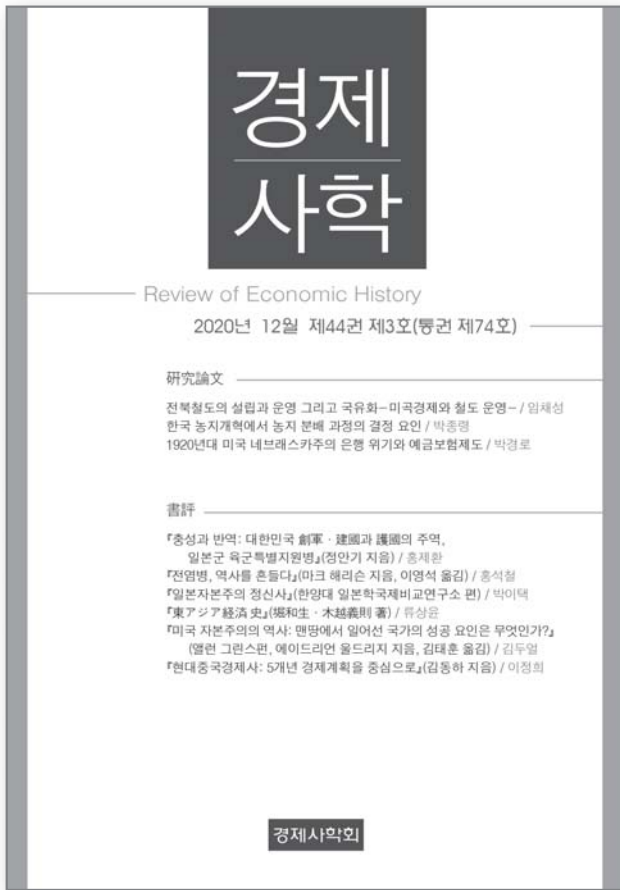 경제
사학
Review of Economic History
2020년 12월 제44권 제3호(통권 제74호)
研究論文
전북철도의 설립과 운영 그리고 국유화-미곡경제와 철도 운영- / 임채성
한국 농지개혁에서 농지 분배 과정의 결정 요인 / 박종령
1920년대 미국 네브래스카주의 은행 위기와 예금보험제도 / 박경로
書評
『충성과 반역: 대한민국 創軍 · 建國과 護國의 주역,
일본군 육군특별지원병』(정안기 지음) / 홍제환
『전염병, 역사를 흔들다』(마크 해리슨 지음, 이영석 옮김) / 홍석철
『일본자본주의 정신사』(한양대 일본학국제비교연구소 편) / 박이택
『東アジア経済史』(堀和生 · 木越義則 著) / 류상윤
『미국 자본주의의 역사: 맨땅에서 일어선 국가의 성공 요인은 무엇인가?』
(앨런 그린스펀, 에이드리언 울드리지 지음, 김태훈 옮김) / 김두얼
『현대중국경제사: 5개년 경제계획을 중심으로』(김동하 지음) / 이정희
경제사학회